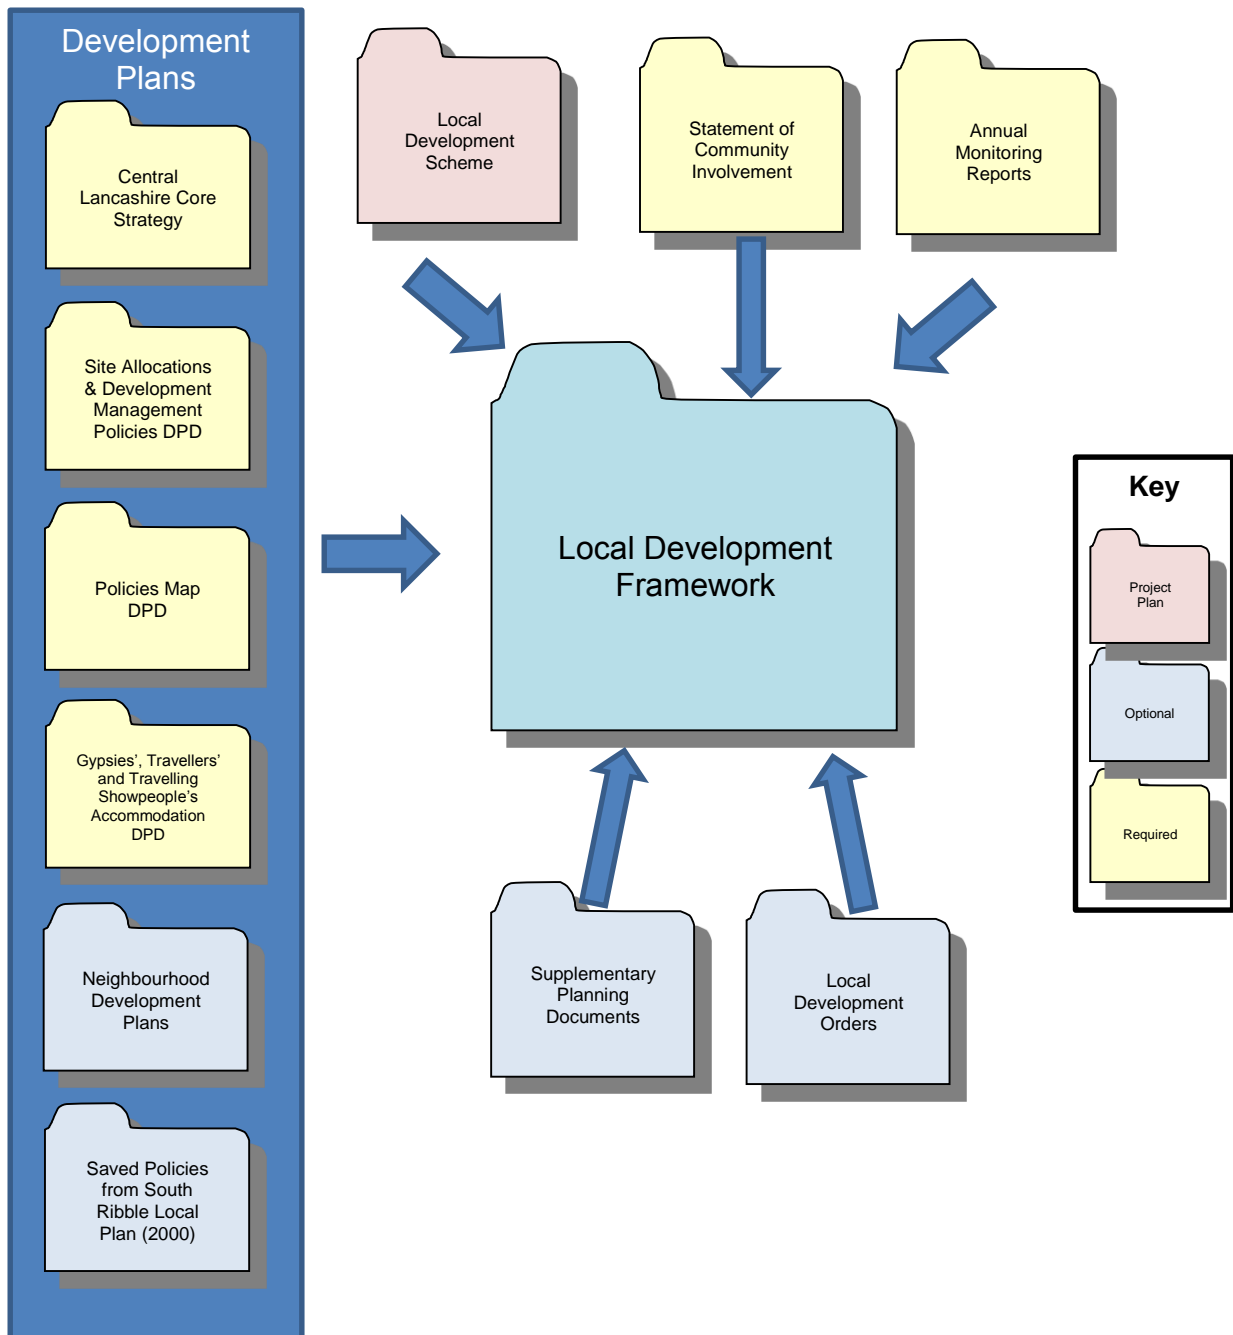 Development
Plans
Central
Lancashire Core
Strategy
Site Allocations
& Development
Management
Policies DPD
Policies Map
DPD
Gypsies’, Travellers’
and Travelling
Showpeople’s
Accommodation
DPD
Neighbourhood
Development
Plans
Saved Policies
from South
Ribble Local
Plan (2000)
Local
Development
Scheme
Statement of
Community
Involvement
Annual
Monitoring
Reports
Local Development
Framework
Supplementary
Planning
Documents
Local
Development
Orders
Key
Project
Plan
Optional
Required